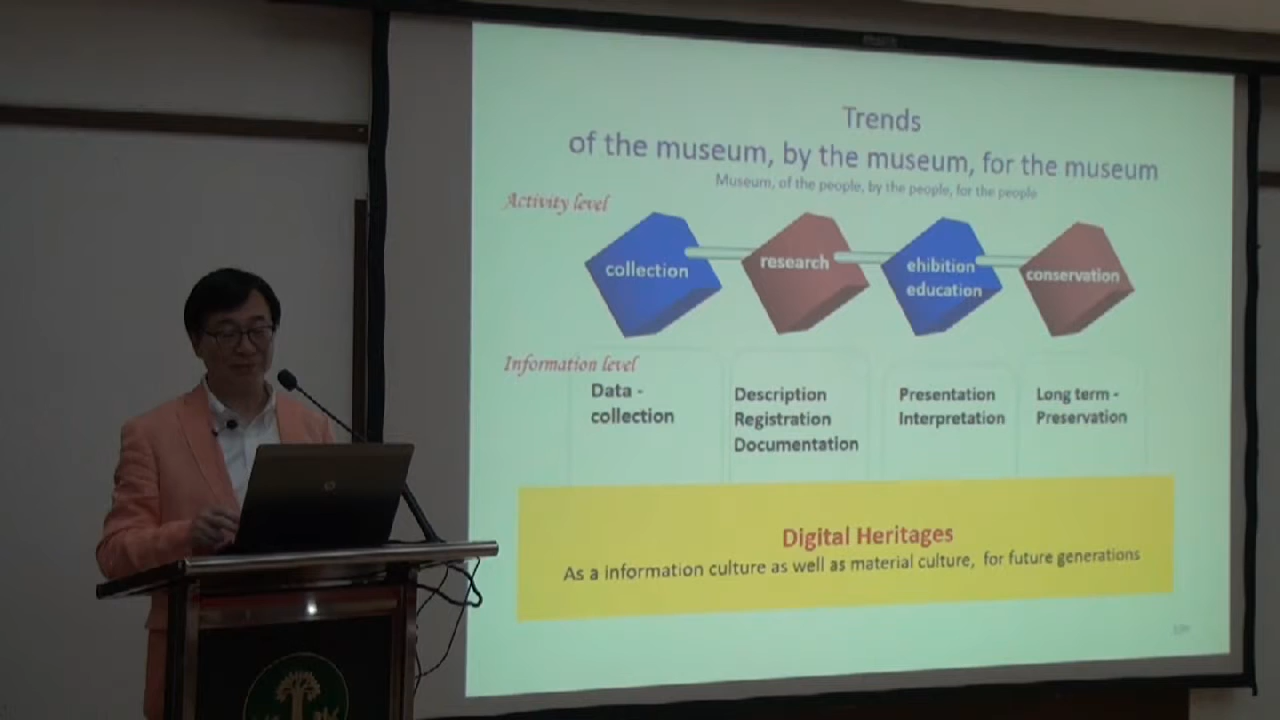 Trends
of the museum, by the museum, for the museum
Museum, of the people, by the people, for the people
Activity level
collection
research
ehibition
education
conservation
Information level
Data -
collection
Description
Registration
Documentation
Presentation
Interpretation
Long term -
Preservation
Digital Heritages
As a information culture as well as material culture, for future generations
hp